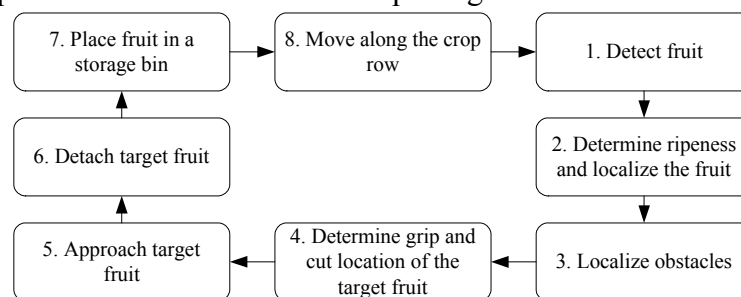 7. Place fruit in a
storage bin
8. Move along the crop
row
1. Detect fruit
6. Detach target fruit
2. Determine ripeness
and localize the fruit
5. Approach target
fruit
4. Determine grip and
cut location of the
target fruit
3. Localize obstacles